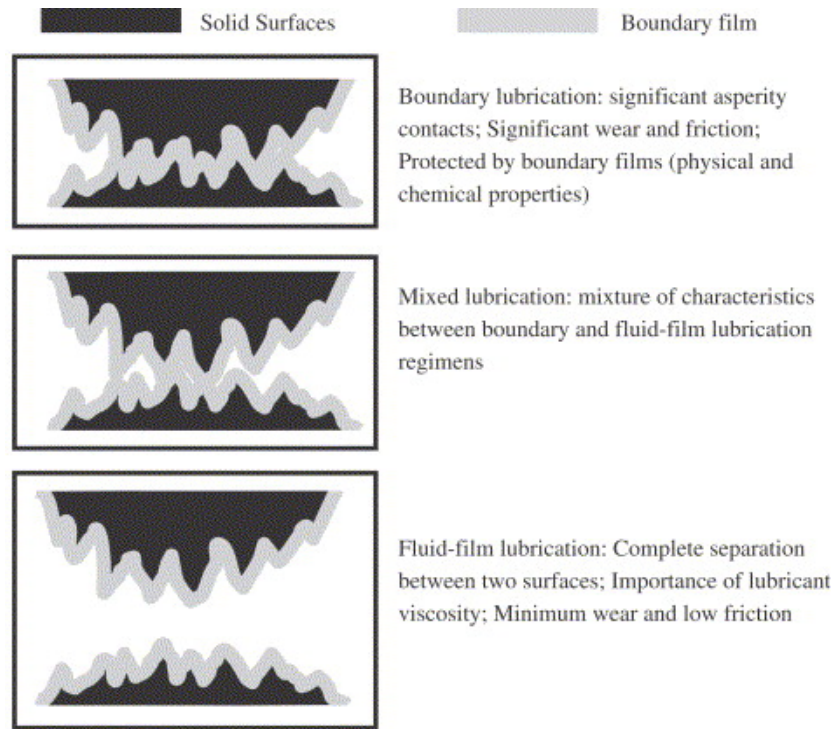 Solid Surfaces
Boundary film
Boundary lubrication: significant asperity
contacts; Significant wear and friction;
Protected by boundary films (physical and
chemical properties)
Mixed lubrication: mixture of characteristics
between boundary and fluid-film lubrication
regimens
Fluid-film lubrication: Complete separation
between two surfaces; Importance of lubricant
viscosity; Minimum wear and low friction